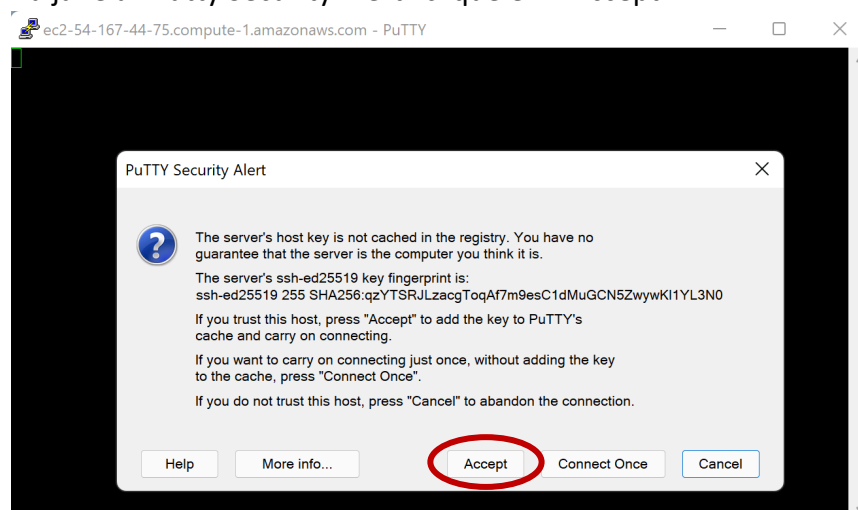 ec2-54-167-44-75.compute-1.amazonaws.com - PuTTY
PuTTY Security Alert
The server's host key is not cached in the registry. You have no
guarantee that the server is the computer you think it is.
The server's ssh-ed25519 key fingerprint is:
ssh-ed25519 255 SHA256:qzYTSRJLzacgToqAf7m9esC1dMuGCN5ZwywKI1YL3N0
If you trust this host, press "Accept" to add the key to PuTTY's
cache and carry on connecting.
If you want to carry on connecting just once, without adding the key
to the cache, press "Connect Once".
If you do not trust this host, press "Cancel" to abandon the connection.
Help More info... Accept Connect Once Cancel